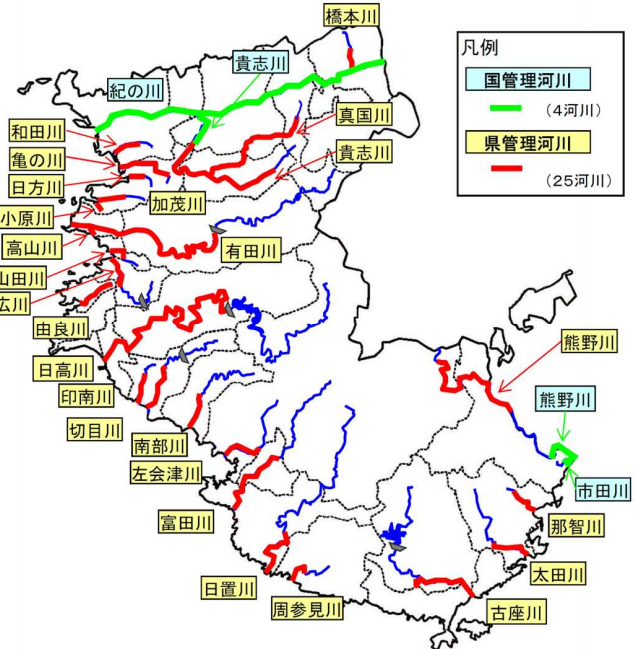 橋本川
貴志川
紀の川
凡例
国管理河川
(4河川)
県管理河川
(25河川)
真国川
和田川
亀の川
貴志川
日方川
加茂川
小原川
高山川
有田川
山田川
広川
由良川
日高川
印南川
切目川
南部川
左会津川
富田川
日置川
周参見川
熊野川
熊野川
市田川
那智川
太田川
古座川